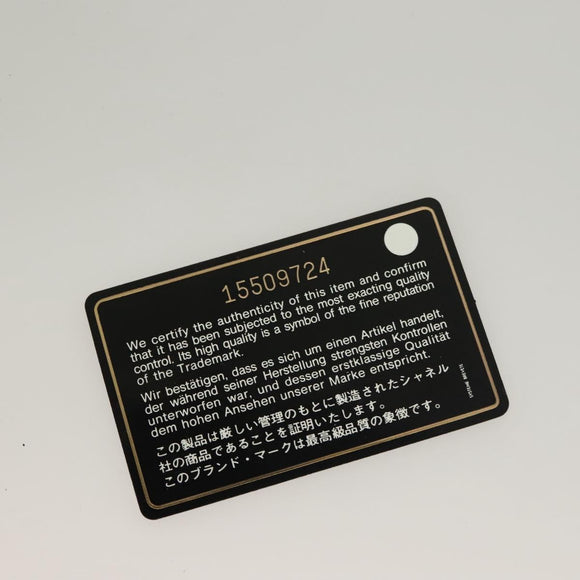 15509724
We certify the authenticity of this item and confirm
that it has been subjected to the most exacting quality
control. Its high quality is a symbol of the fine reputation
of the Trademark.
Wir bestätigen, dass es sich um einen Artikel handelt,
der während seiner Herstellung strengsten Kontrollen
unterworfen war, und dessen erstklässige Qualität
dem hohen Ansehen unserer Marke entspricht.
この製品は厳しい管理のもとに製造されたシャネル
社の商品であることを証明いたします。
このブランド・マークは最高級品質の象徴です。